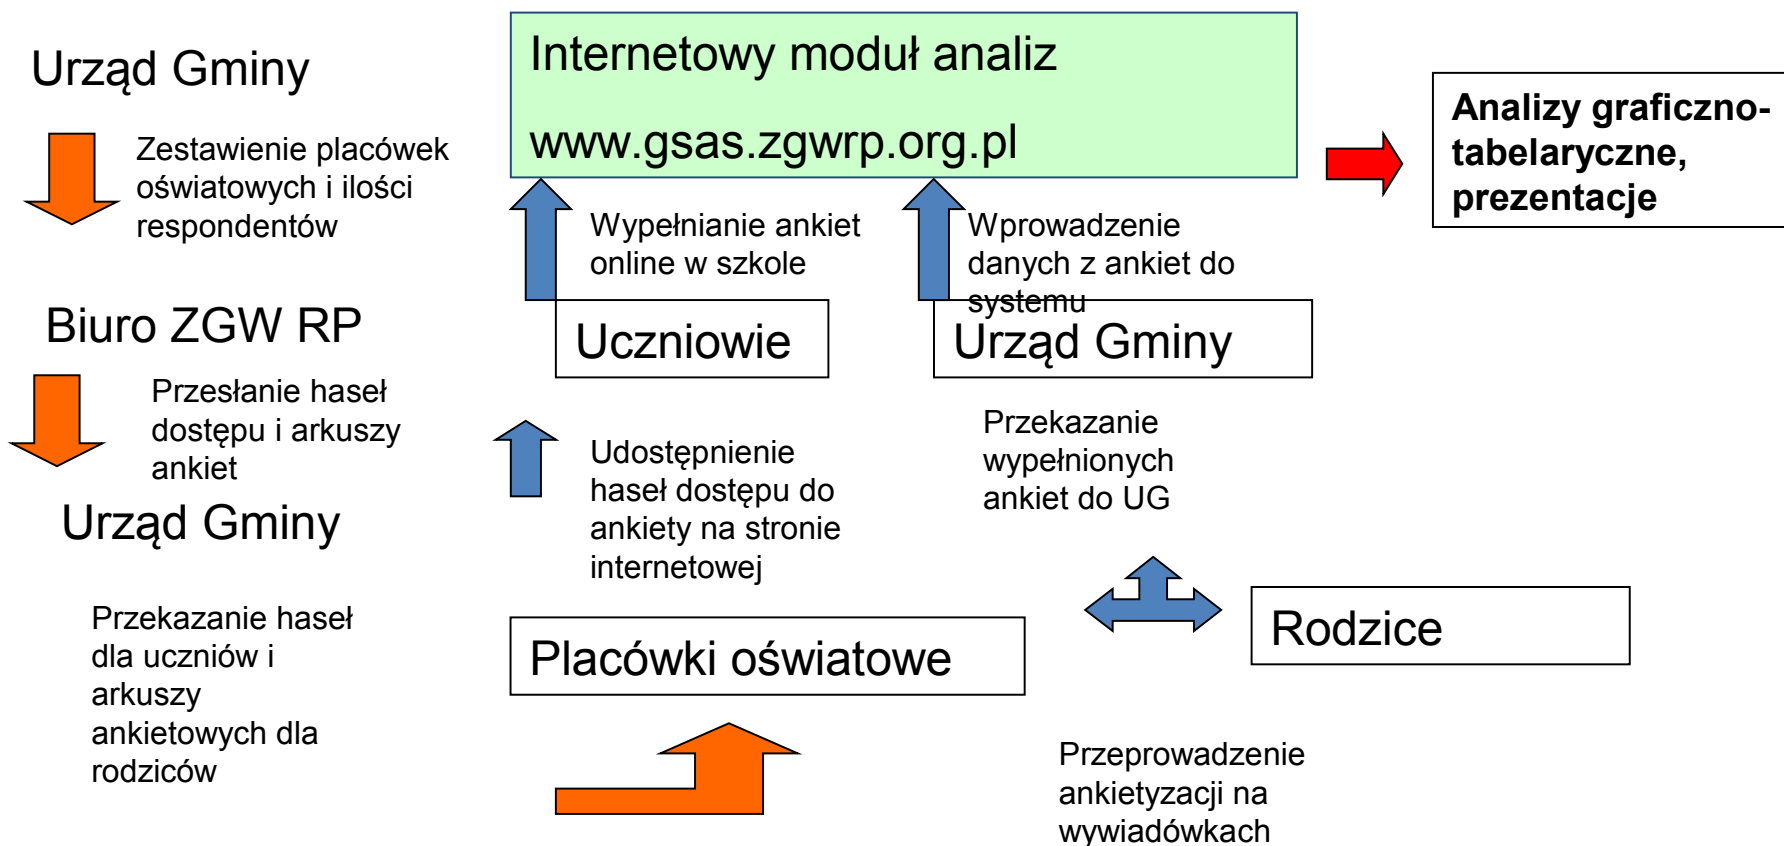 Urząd Gminy
Zestawienie placówek
oświatowych i ilości
respondentów
Biuro ZGW RP
Przesłanie haseł
dostępu i arkuszy
ankiet
Urząd Gminy
Przekazanie haseł
dla uczniów i
arkuszy
ankietowych dla
rodziców
Internetowy moduł analiz
www.gsas.zgwrp.org.pl
Wypełnianie ankiet
online w szkole
Uczniowie
Udostępnienie
haseł dostępu do
ankiety na stronie
internetowej
Placówki oświatowe
Wprowadzenie
danych z ankiet do
systemu
Urząd Gminy
Przekazanie
wypełnionych
ankiet do UG
Rodzice
Przeprowadzenie
ankietyzacji na
wywiadówkach
Analizy graficzno-
tabelaryczne,
prezentacje